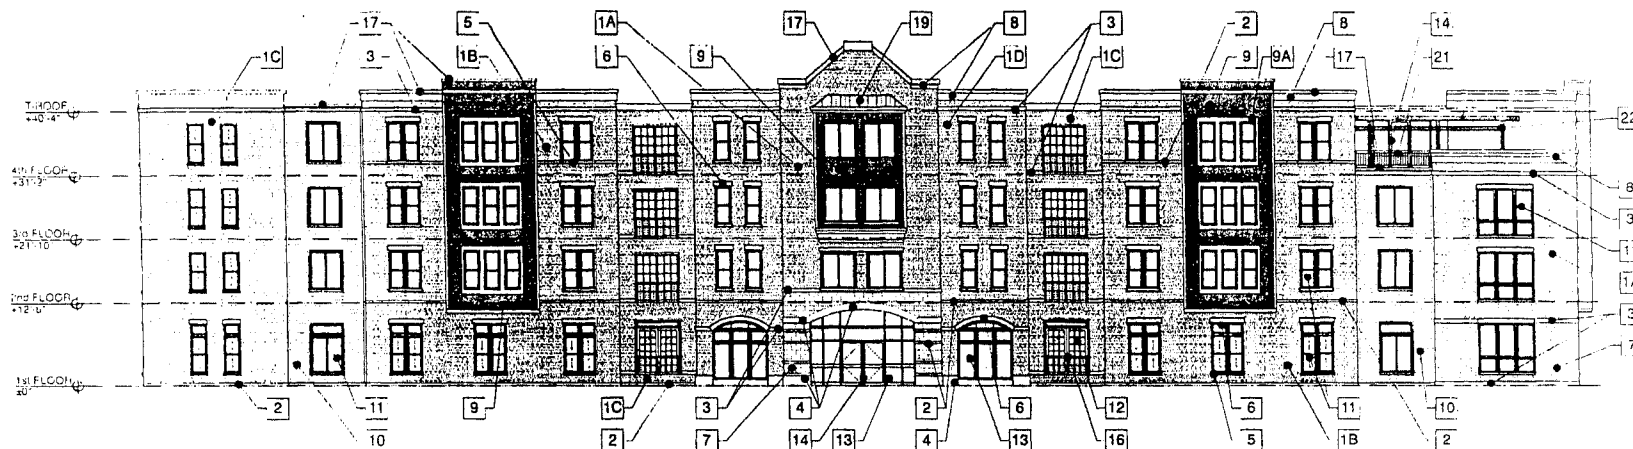 17 5 1A 17 19 8 3 2 8 14
1C 3 1B 6 9 1D 1C 9 9A 17 21
T-ROOF
+40'-4"
22
4th FLOOR
+31'-2"
8
3rd FLOOR
+21'-10"
3
2nd FLOOR
+12'-6"
3
7
1st FLOOR
±0"
2 11 9 1C 3 4 2 6 12 6 11 10
10 2 7 14 13 4 13 16 5 1B 2